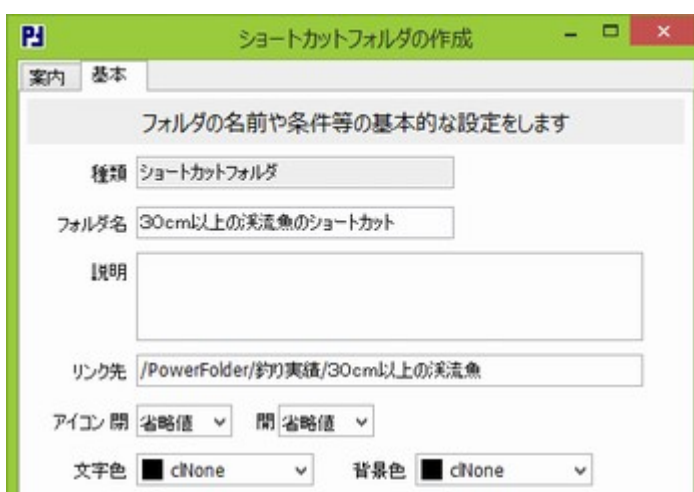 PJ ショートカットフォルダの作成
案内 基本
フォルダの名前や条件等の基本的な設定をします
種類 ショートカットフォルダ
フォルダ名 30cm以上の渓流魚のショートカット
説明
リンク先 /PowerFolder/釣り実績/30cm以上の渓流魚
アイコン 閉 省略値 開 省略値
文字色 clNone 背景色 clNone